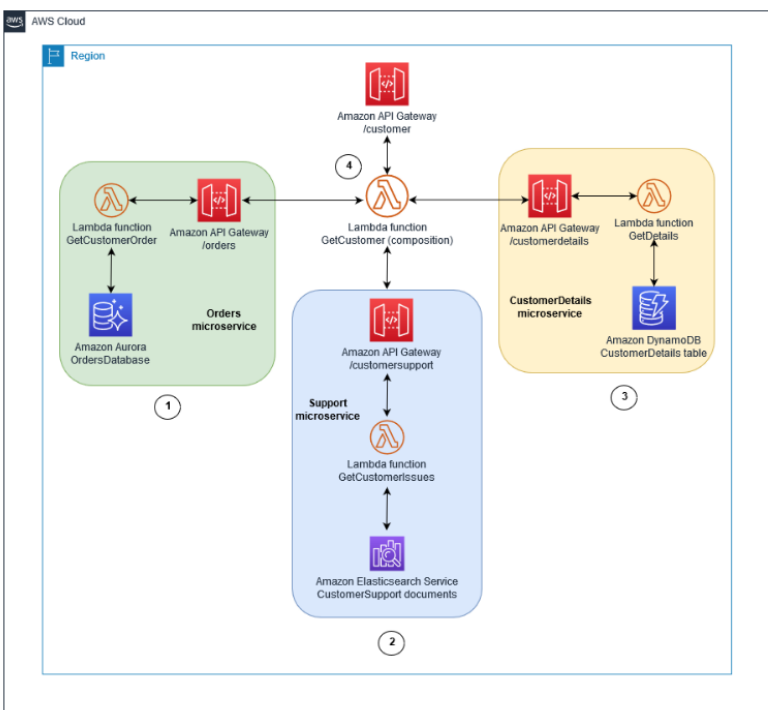 aws
AWS Cloud
Region
Amazon API Gateway
/customer
4
Lambda function
GetCustomerOrder
Amazon API Gateway
/orders
Lambda function
GetCustomer (composition)
Amazon API Gateway
/customerdetails
Lambda function
GetDetails
Orders
microservice
Amazon Aurora
OrdersDatabase
CustomerDetails
microservice
Amazon DynamoDB
CustomerDetails table
1
3
Amazon API Gateway
/customersupport
Support
microservice
Lambda function
GetCustomerIssues
Amazon Elasticsearch Service
CustomerSupport documents
2